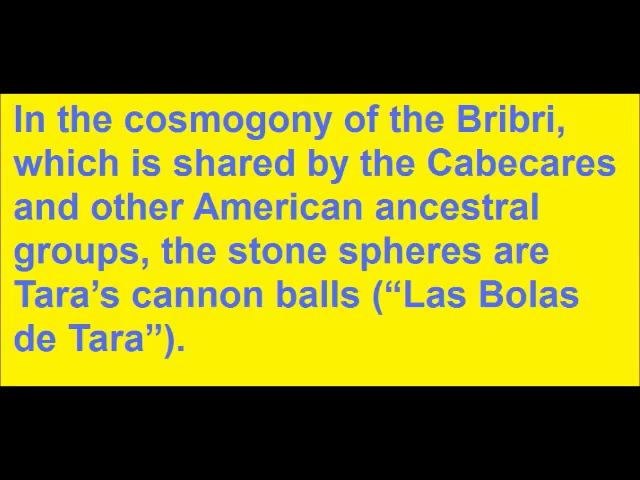 In the cosmogony of the Bribri,
which is shared by the Cabecares
and other American ancestral
groups, the stone spheres are
Tara’s cannon balls (“Las Bolas
de Tara”).